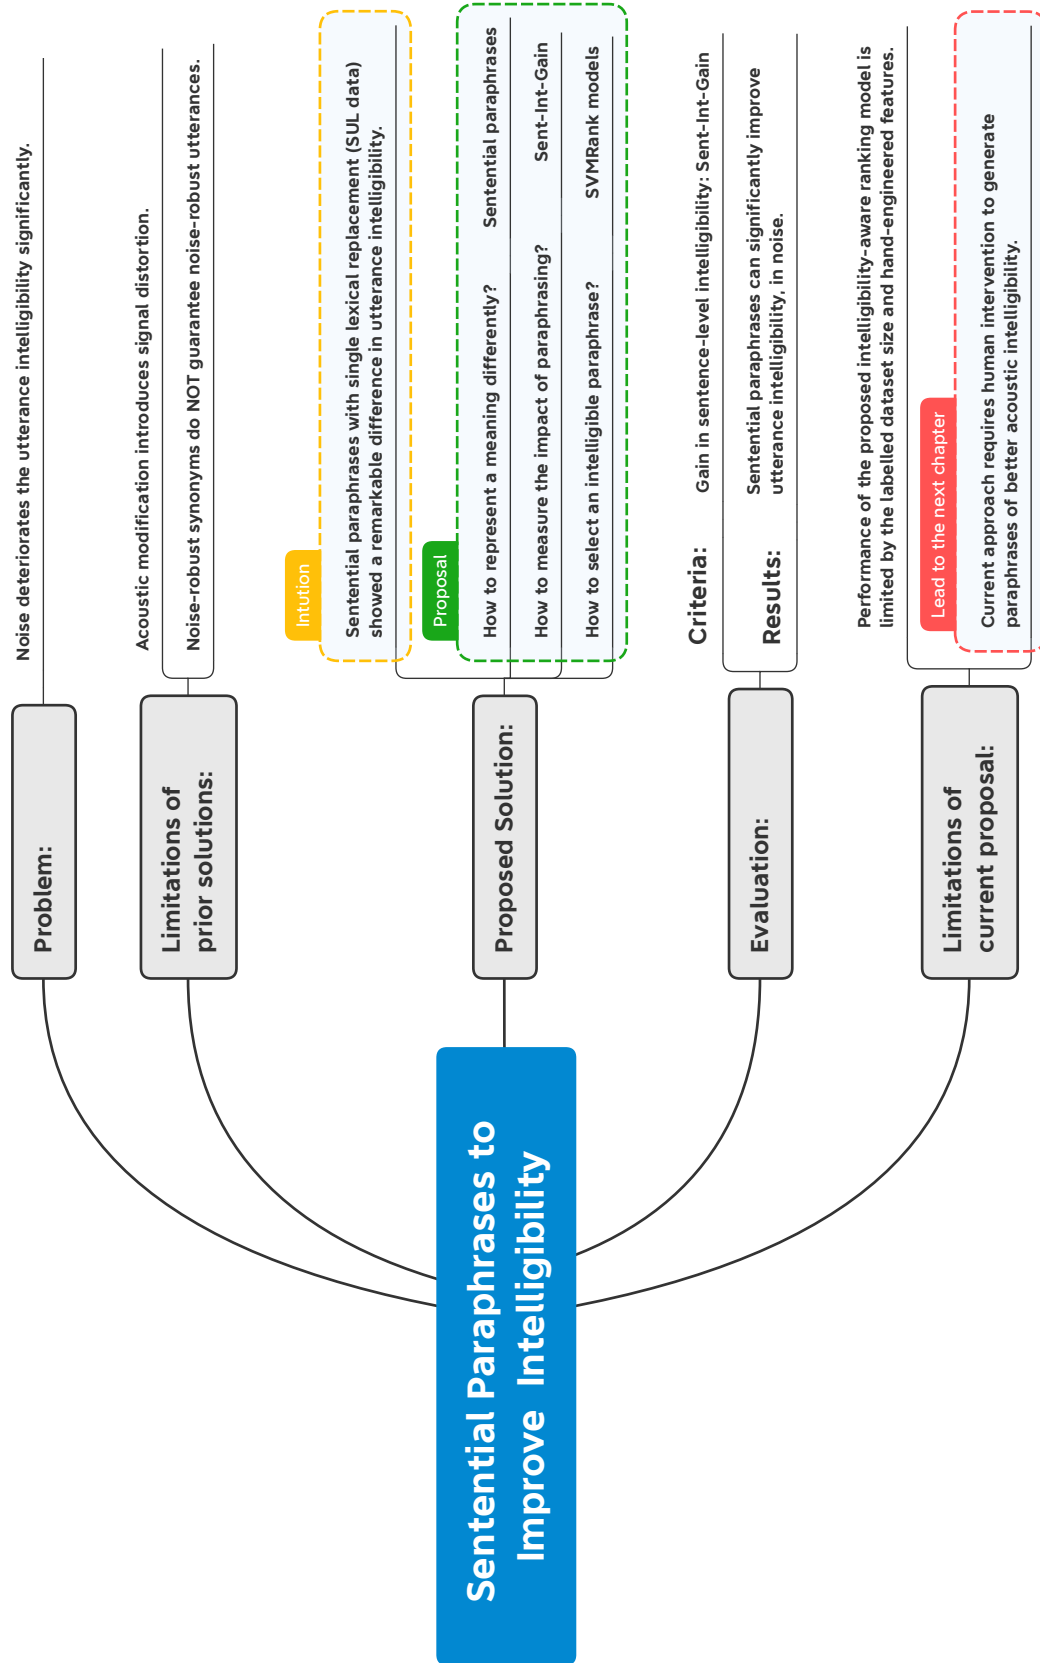 Sentential Paraphrases to
Improve Intelligibility
Problem:
Noise deteriorates the utterance intelligibility significantly.
Limitations of
prior solutions:
Acoustic modification introduces signal distortion.
Noise-robust synonyms do NOT guarantee noise-robust utterances.
Proposed Solution:
Intution
Sentential paraphrases with single lexical replacement (SUL data)
showed a remarkable difference in utterance intelligibility.
Proposal
How to represent a meaning differently? Sentential paraphrases
How to measure the impact of paraphrasing? Sent-Int-Gain
How to select an intelligible paraphrase? SVMRank models
Evaluation:
Criteria: Gain in sentence-level intelligibility: Sent-Int-Gain
Results: Sentential paraphrases can significantly improve
utterance intelligibility, in noise.
Limitations of
current proposal:
Performance of the proposed intelligibility-aware ranking model is
limited by the labelled dataset size and hand-engineered features.
Lead to the next chapter
Current approach requires human intervention to generate
paraphrases of better acoustic intelligibility.